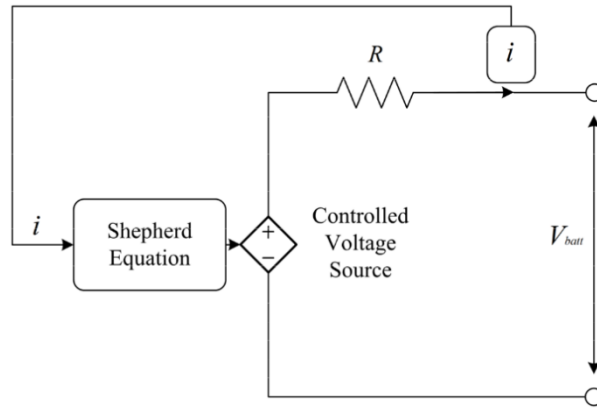 R
i
i
Shepherd
Equation
+
−
Controlled
Voltage
Source
V_batt